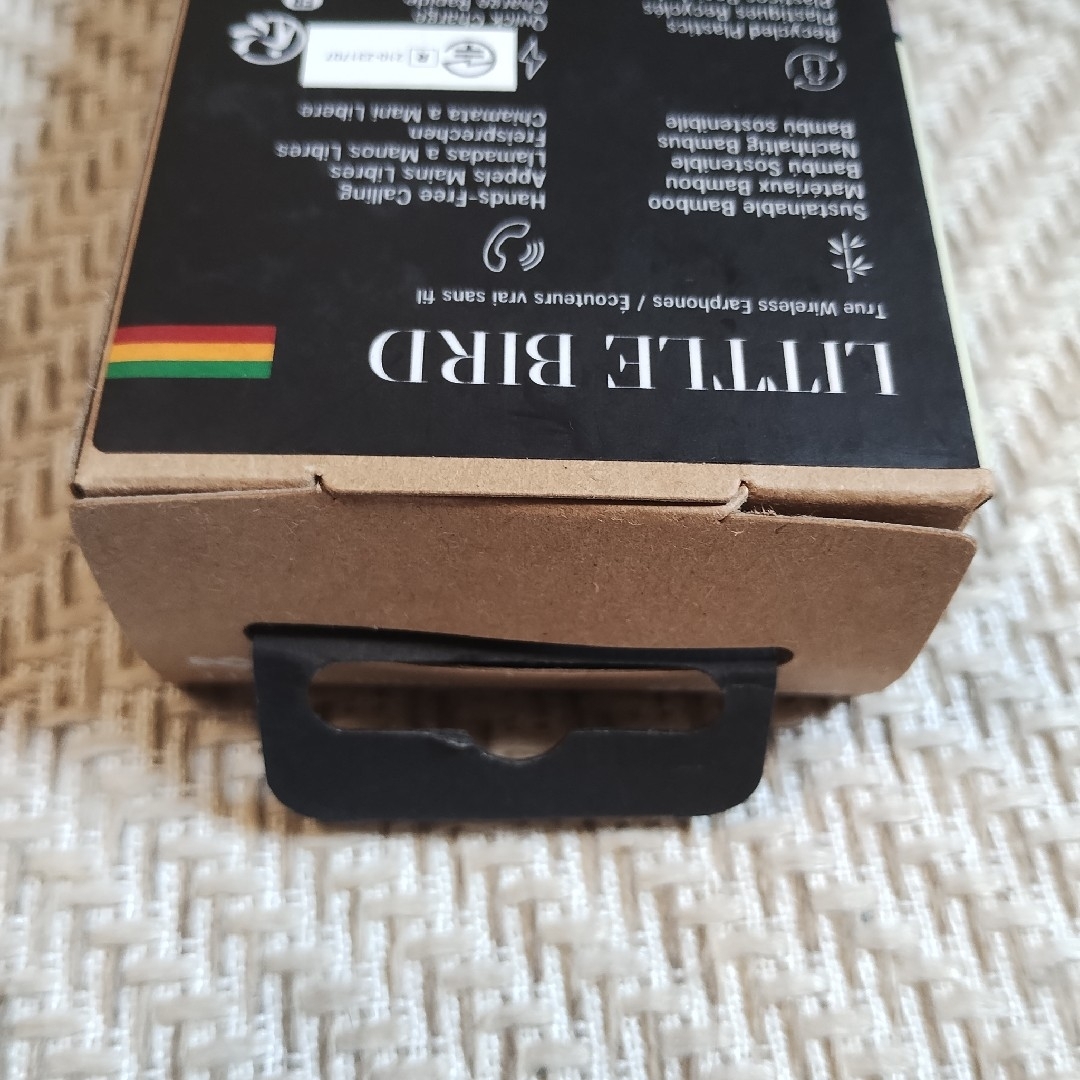 LITTLE BIRD
True Wireless Earphones / Écouteurs vrai sans fil
Sustainable Bamboo
Matériaux Bambou
Bambú Sostenible
Nachhaltig Bambus
Bambù sostenibile
Recycled Plastics
Plastiques Recyclés
Hands-Free Calling
Appels Mains Libres
Llamadas a Manos Libres
Freisprechen
Chiamata a Mani Libere
Quick Charge
Charge Rapide
R